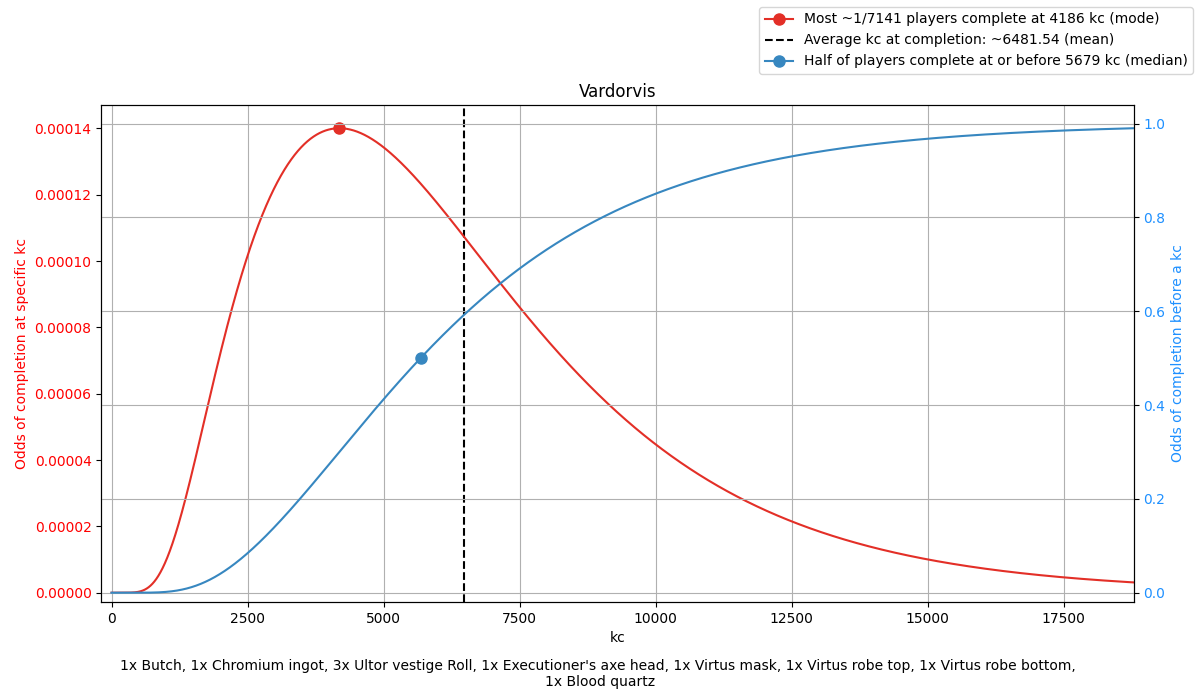 Most ~1/7141 players complete at 4186 kc (mode)
Average kc at completion: ~6481.54 (mean)
Half of players complete at or before 5679 kc (median)
Vardorvis
Odds of completion at specific kc
0.00014
0.00012
0.00010
0.00008
0.00006
0.00004
0.00002
0.00000
1.0
0.8
0.6
0.4
0.2
0.0
Odds of completion before a kc
0 2500 5000 7500 10000 12500 15000 17500
kc
1x Butch, 1x Chromium ingot, 3x Ultor vestige Roll, 1x Executioner's axe head, 1x Virtus mask, 1x Virtus robe top, 1x Virtus robe bottom,
1x Blood quartz